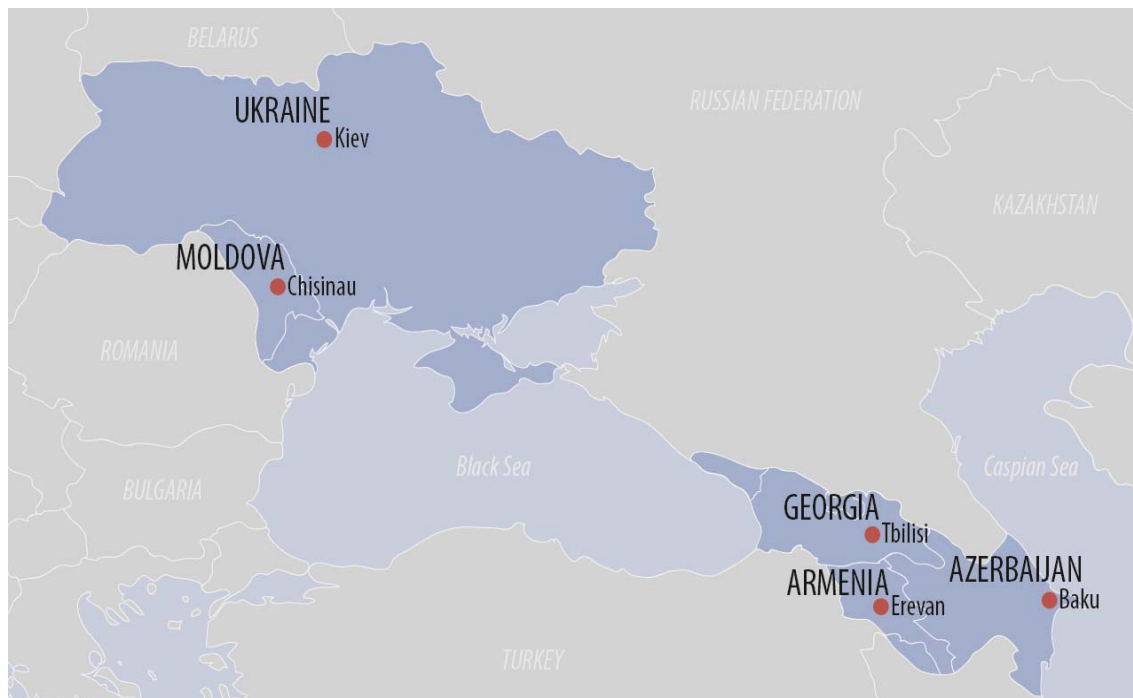 BELARUS
UKRAINE
Kiev
RUSSIAN FEDERATION
KAZAKHSTAN
MOLDOVA
Chisinau
ROMANIA
Black Sea
Caspian Sea
BULGARIA
GEORGIA
Tbilisi
AZERBAIJAN
ARMENIA
Erevan
Baku
TURKEY